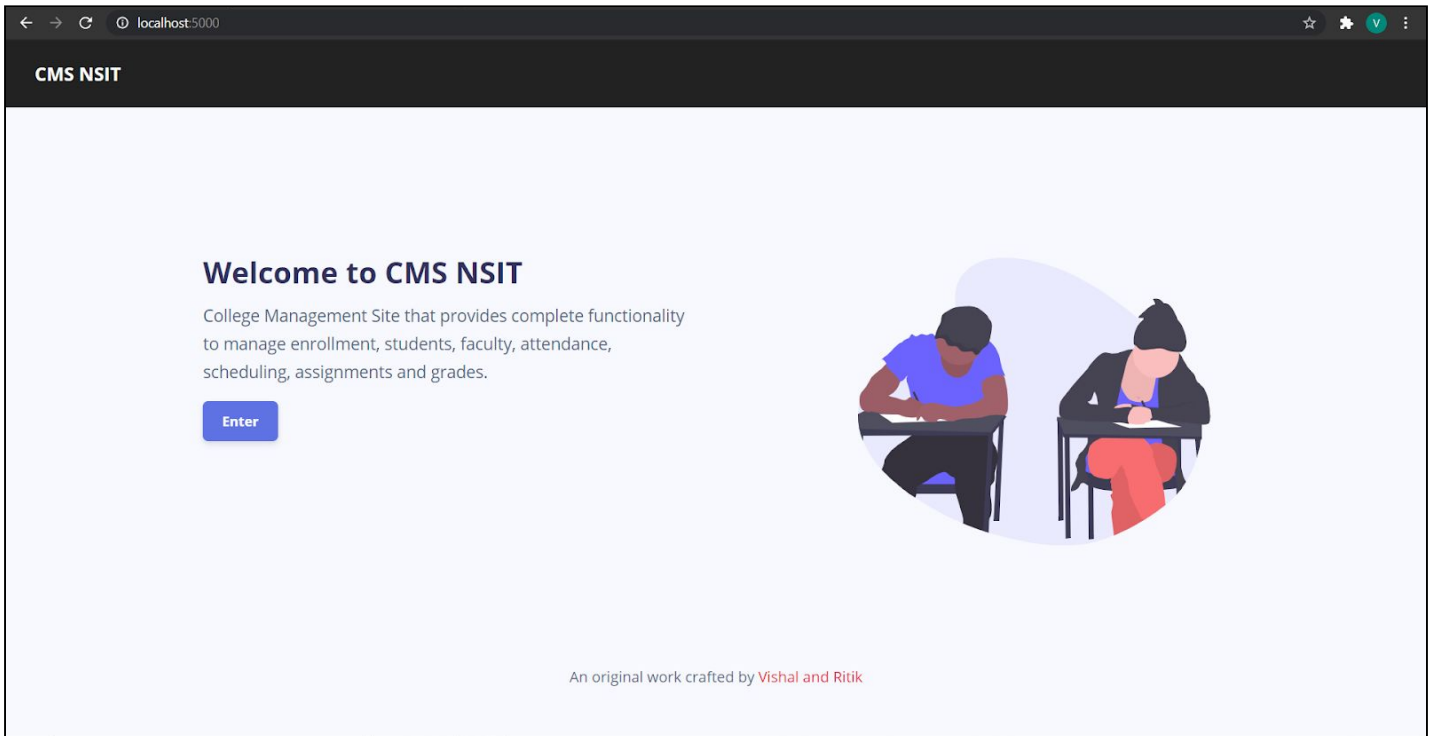 localhost:5000
V
CMS NSIT
Welcome to CMS NSIT
College Management Site that provides complete functionality
to manage enrollment, students, faculty, attendance,
scheduling, assignments and grades.
Enter
An original work crafted by Vishal and Ritik